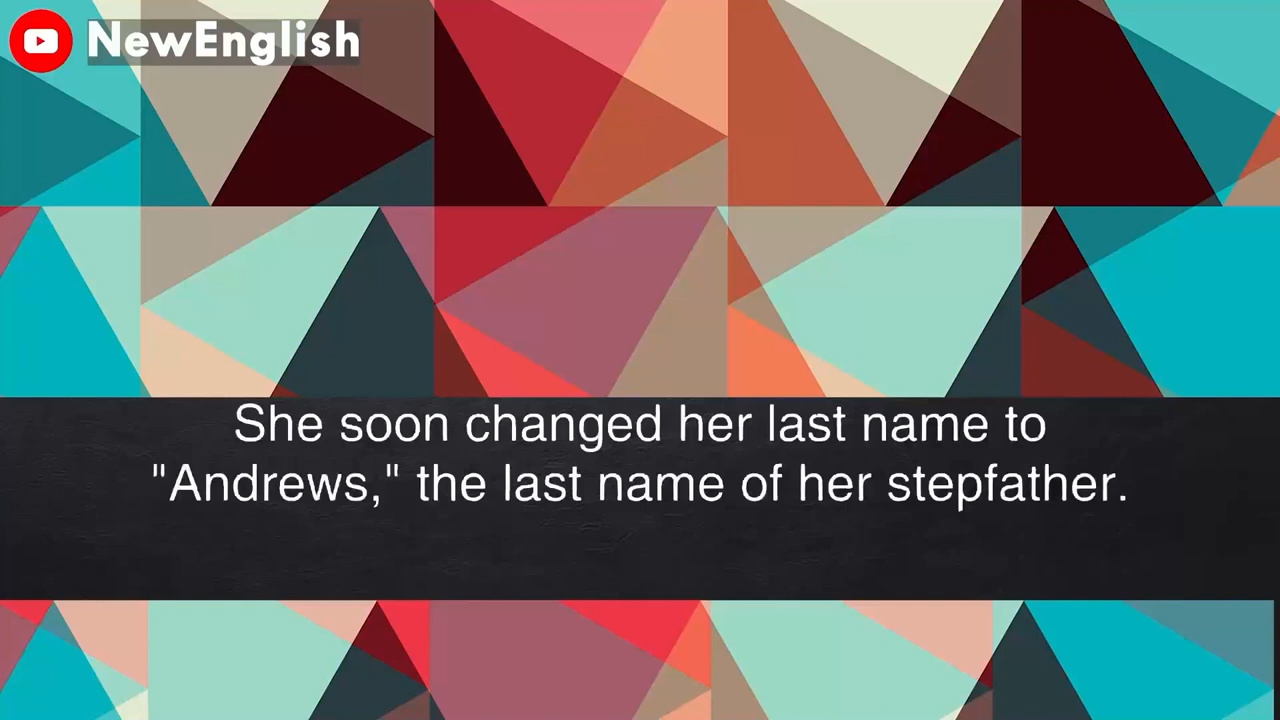 NewEnglish
She soon changed her last name to
"Andrews," the last name of her stepfather.